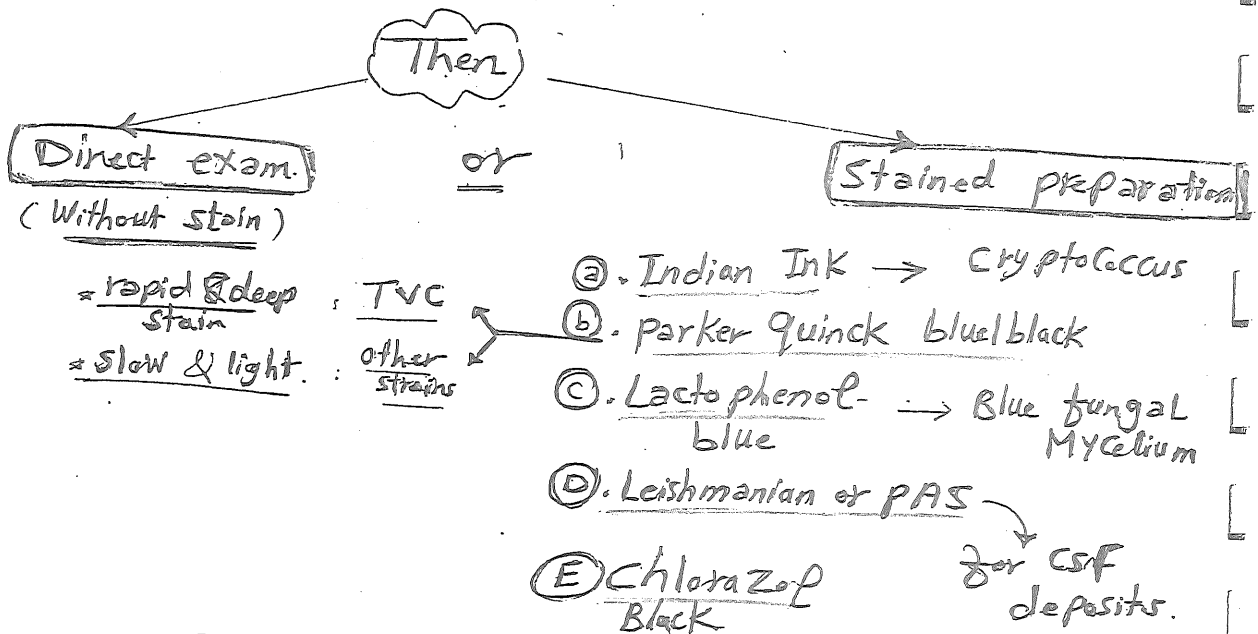 Then
Direct exam.
or
Stained preparation
(Without stain)
* rapid & deep stain : TVC
* slow & light. : other strains
ⓐ. Indian Ink → Cryptococcus
ⓑ. Parker Quinck blue/black
ⓒ. Lactophenol-blue → Blue fungal Mycelium
Ⓓ. Leishmanian or PAS
for CSF deposits.
Ⓔ Chlorazol Black